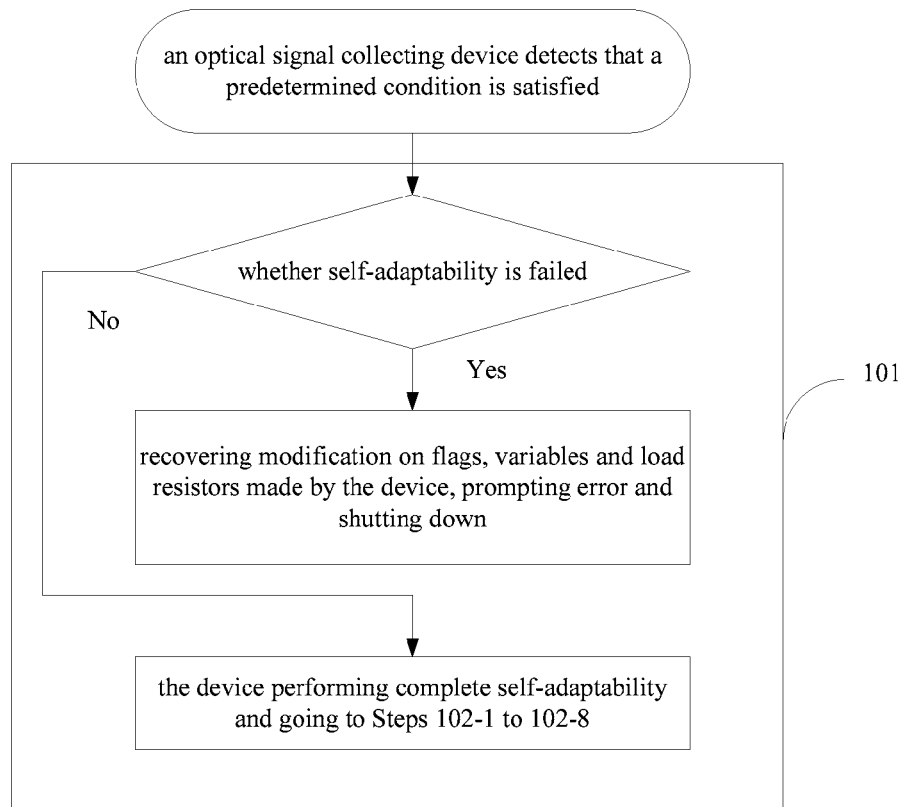 an optical signal collecting device detects that a
predetermined condition is satisfied
whether self-adaptability is failed
No
Yes
101
recovering modification on flags, variables and load
resistors made by the device, prompting error and
shutting down
the device performing complete self-adaptability
and going to Steps 102-1 to 102-8